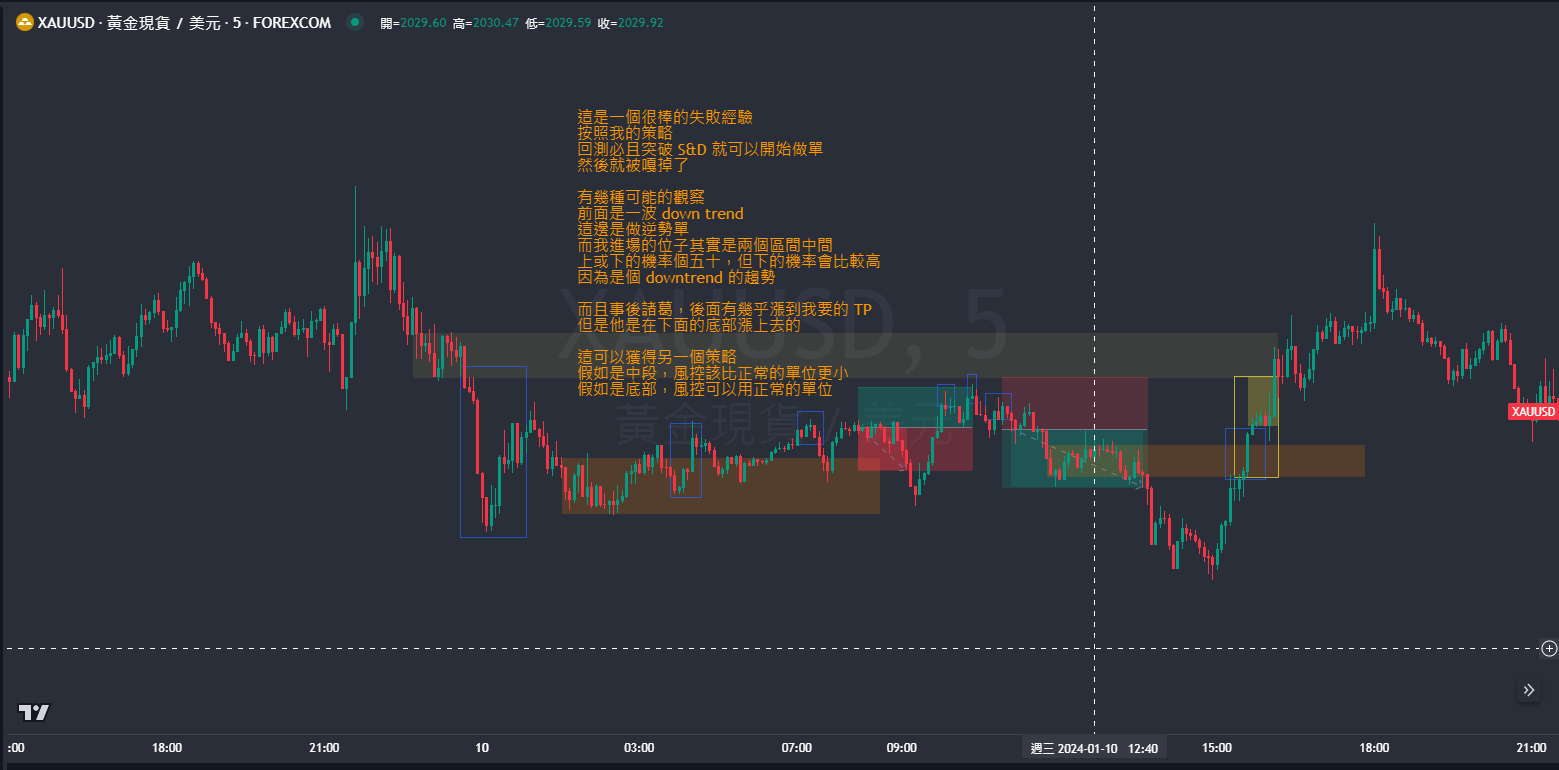 XAUUSD · 黃金現貨 / 美元 · 5 · FOREXCOM 開=2029.60 高=2030.47 低=2029.59 收=2029.92
這是一個很棒的失敗經驗
按照我的策略
回測必且突破 S&D 就可以開始做單
然後就被嘎掉了
有幾種可能的觀察
前面是一波 down trend
這邊是做逆勢單
而我進場的位子其實是兩個區間中間
上或下的機率個五十，但下的機率會比較高
因為是個 downtrend 的趨勢
而且事後諸葛，後面有幾乎漲到我要的 TP
但是他是在下面的底部漲上去的
這可以獲得另一個策略
假如是中段，風控該比正常的單位更小
假如是底部，風控可以用正常的單位
XAUUSD, 5
黃金現貨 / 美元
XAUUSD
:00 18:00 21:00 10 03:00 07:00 09:00 週三 2024-01-10 12:40 15:00 18:00 21:00